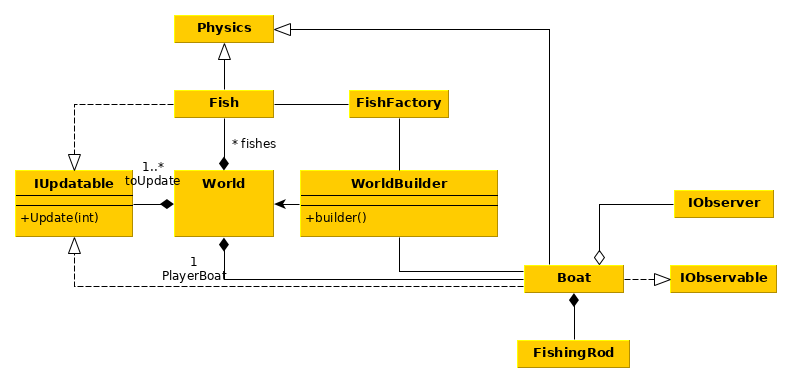 Physics
Fish
FishFactory
* fishes
1..*
toUpdate
IUpdatable
+Update(int)
World
WorldBuilder
+builder()
IObserver
1
PlayerBoat
Boat
IObservable
FishingRod